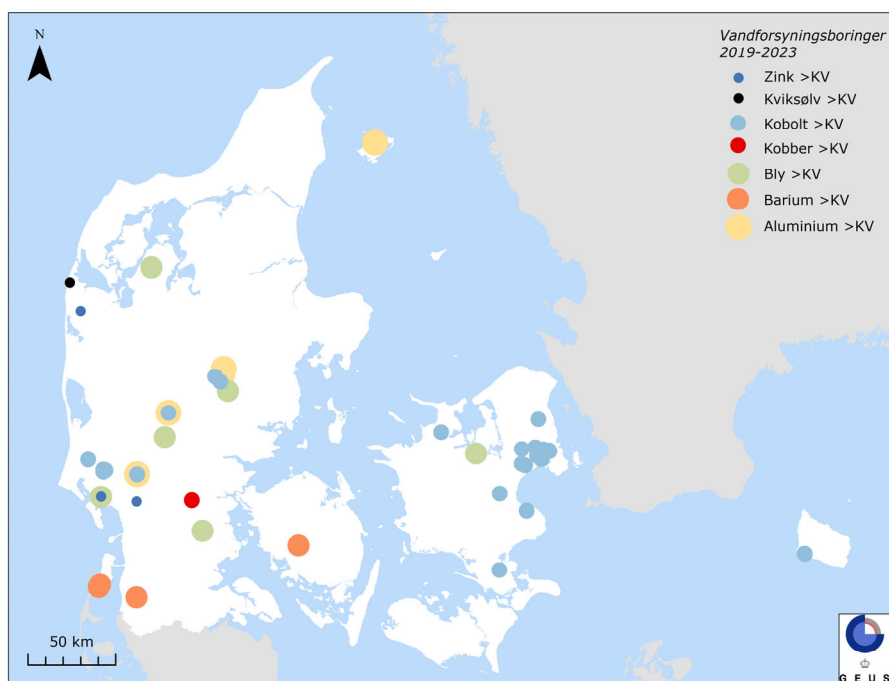 N
Vandforsyningsboringer
2019-2023
Zink >KV
Kviksølv >KV
Kobolt >KV
Kobber >KV
Bly >KV
Barium >KV
Aluminium >KV
50 km
G E U S